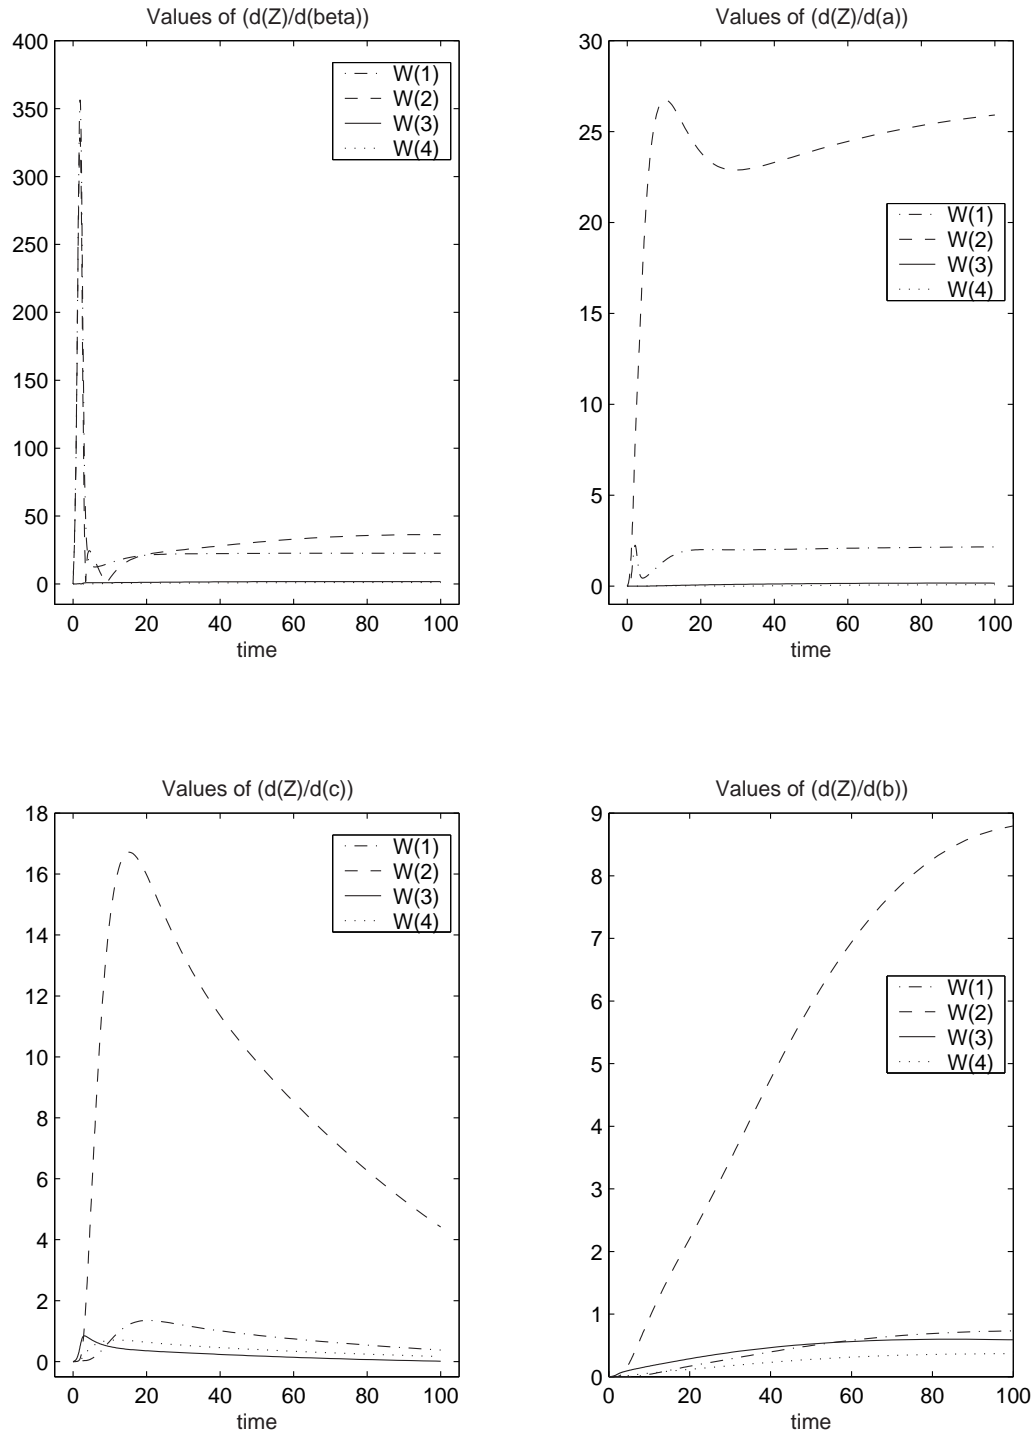 Values of (d(Z)/d(beta))
400
350
300
250
200
150
100
50
0
0 20 40 60 80 100
time
W(1)
W(2)
W(3)
W(4)
Values of (d(Z)/d(a))
30
25
20
15
10
5
0
0 20 40 60 80 100
time
W(1)
W(2)
W(3)
W(4)
Values of (d(Z)/d(c))
18
16
14
12
10
8
6
4
2
0
0 20 40 60 80 100
time
W(1)
W(2)
W(3)
W(4)
Values of (d(Z)/d(b))
9
8
7
6
5
4
3
2
1
0
0 20 40 60 80 100
time
W(1)
W(2)
W(3)
W(4)